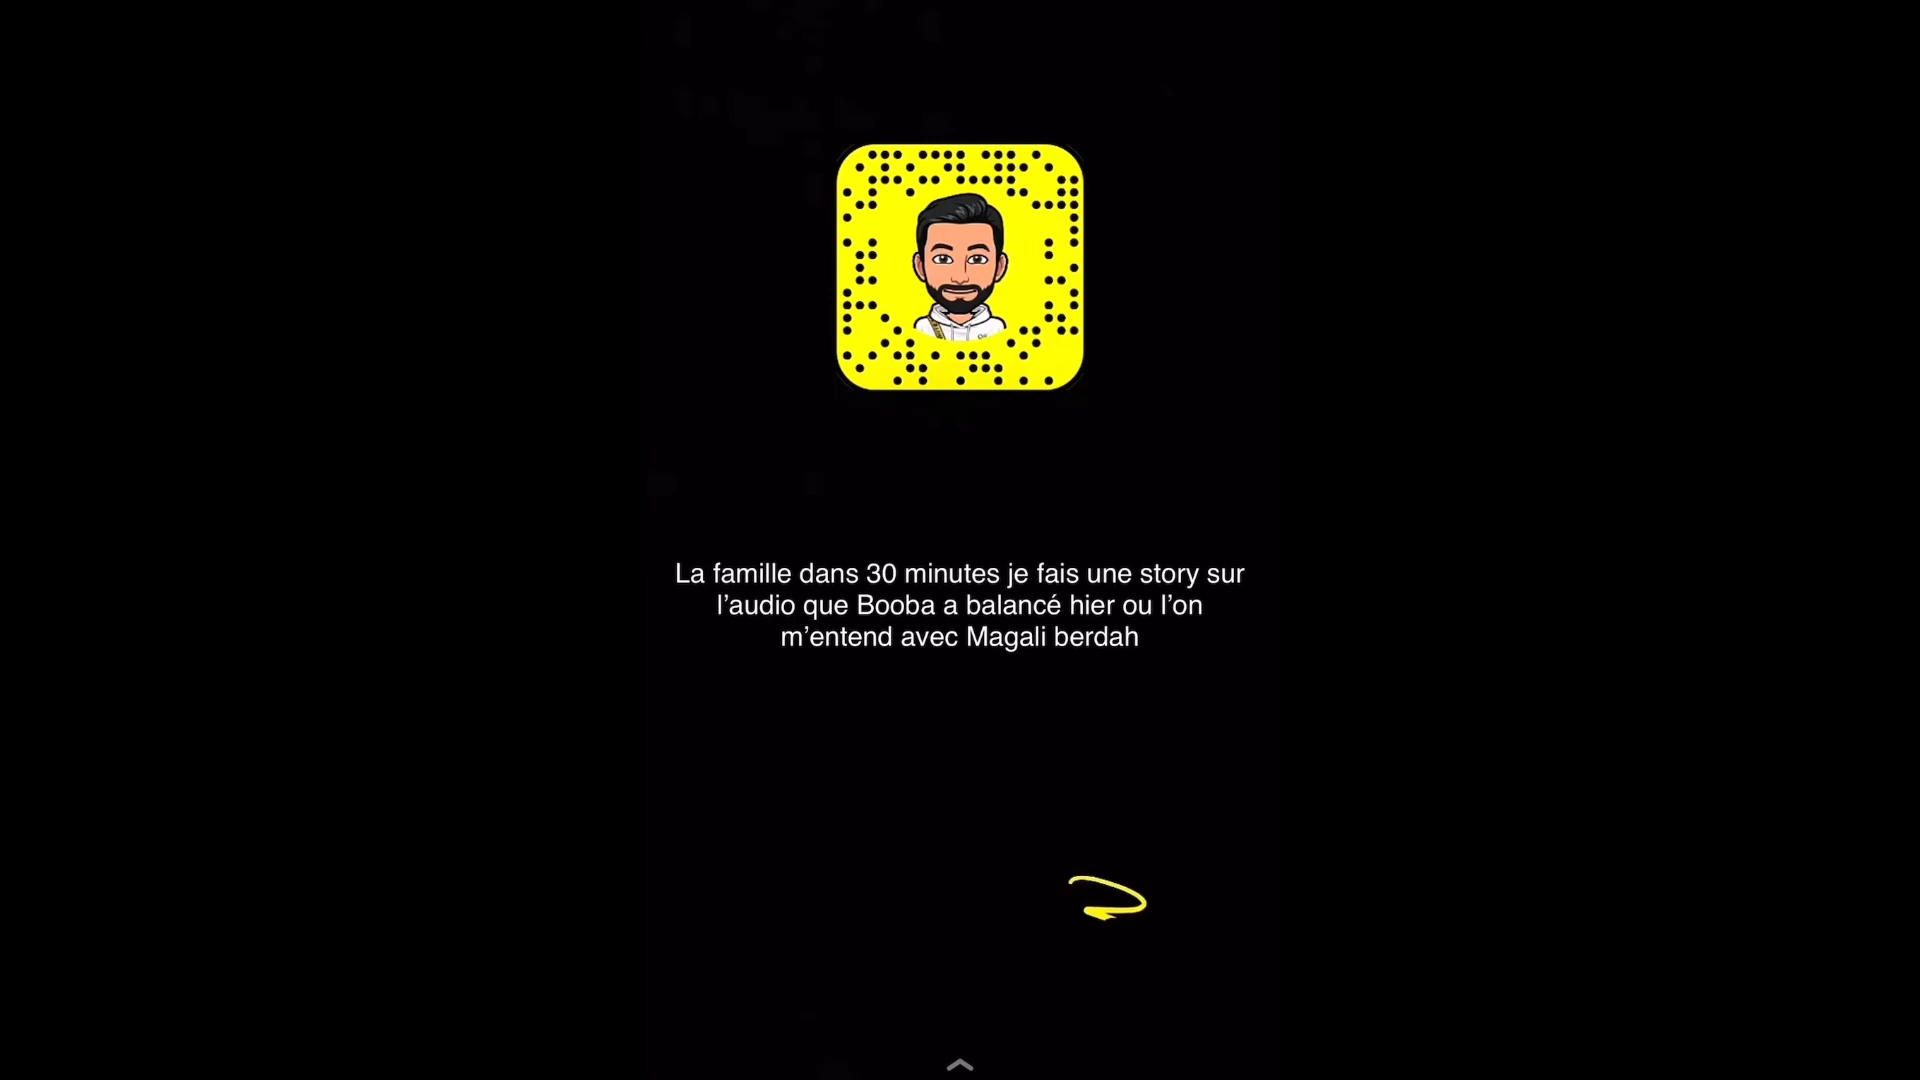 La famille dans 30 minutes je fais une story sur
l’audio que Booba a balancé hier ou l’on
m’entend avec Magali berdah